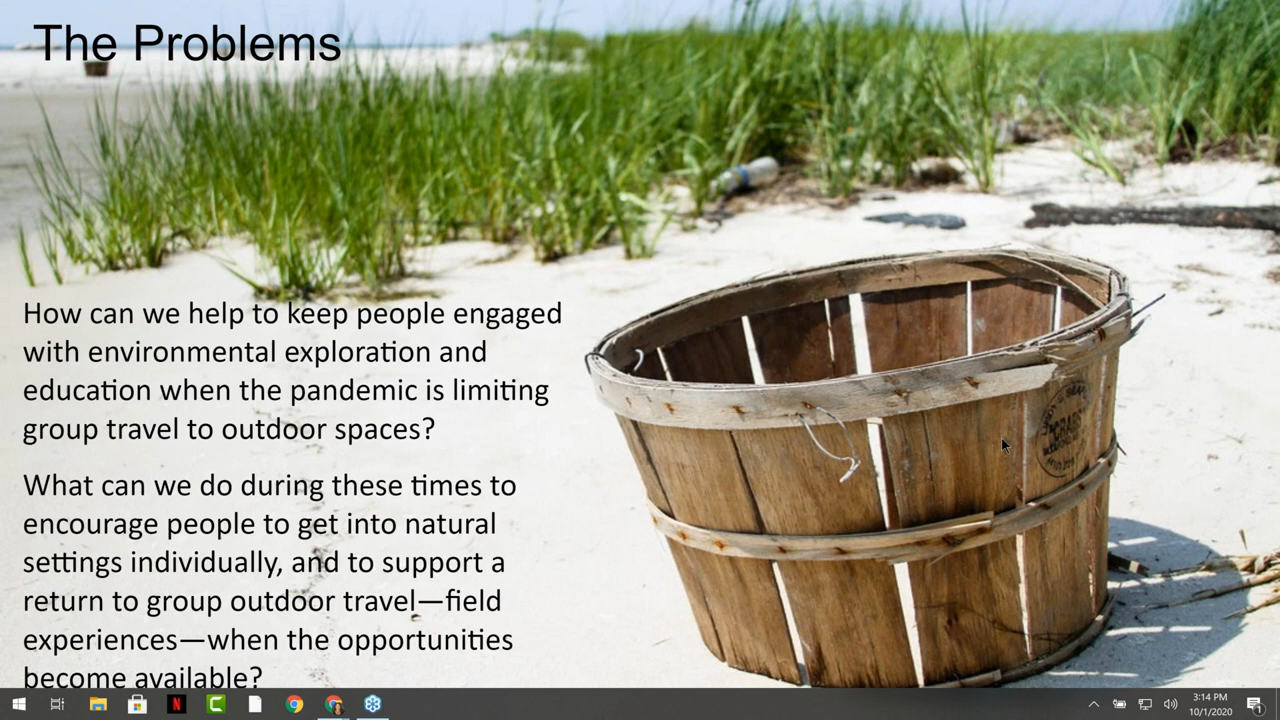 The Problems
How can we help to keep people engaged
with environmental exploration and
education when the pandemic is limiting
group travel to outdoor spaces?
What can we do during these times to
encourage people to get into natural
settings individually, and to support a
return to group outdoor travel—field
experiences—when the opportunities
become available?
CRABS
3:14 PM
10/1/2020
1